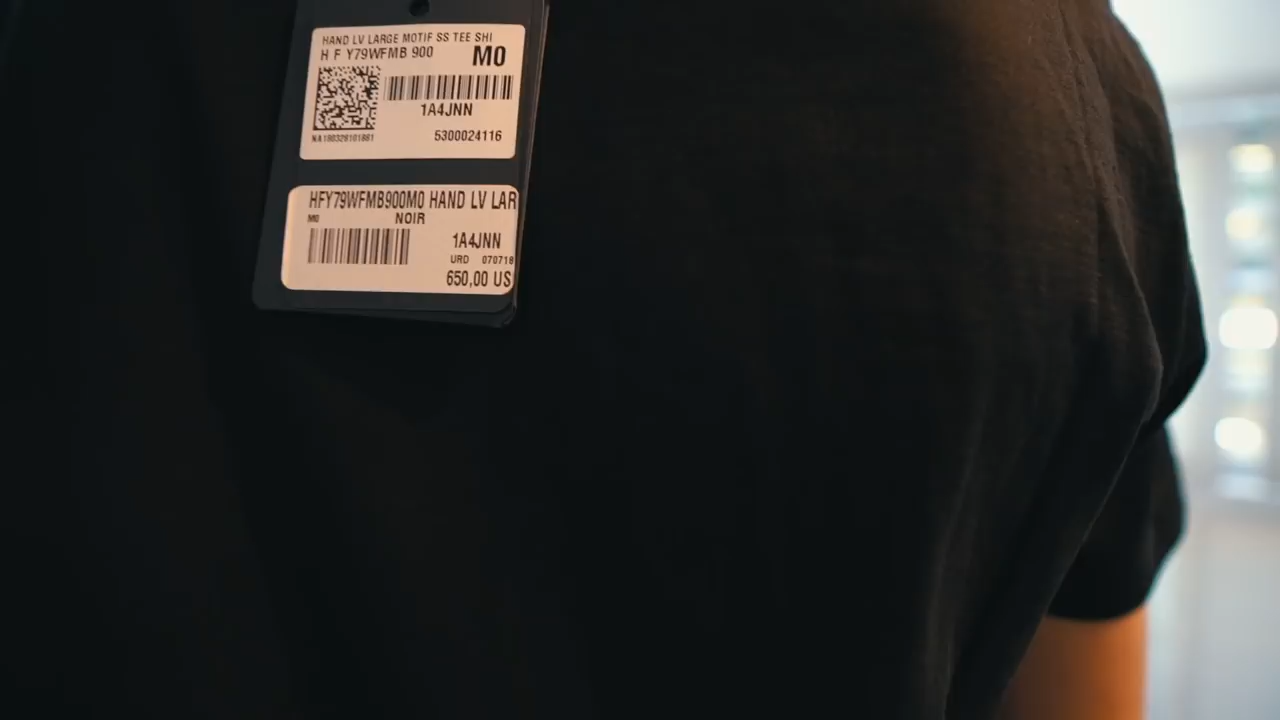 HAND LV LARGE MOTIF SS TEE SHI
H F Y79WFMB 900
M0
1A4JNN
NA190329101881 5300024116
HFY79WFMB900M0 HAND LV LAR
M0 NOIR
1A4JNN
URD 070718
650,00 US